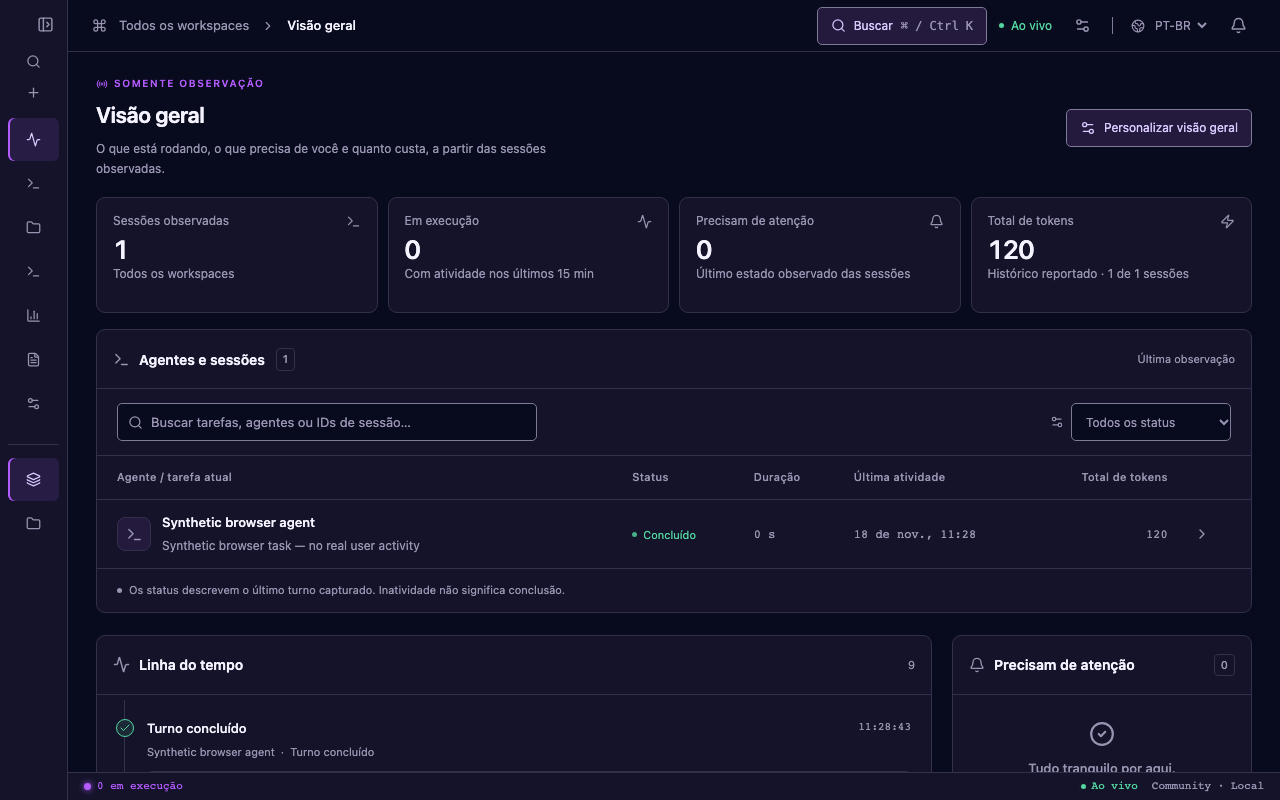 Todos os workspaces
Visão geral
Buscar ⌘ / Ctrl K
Ao vivo
PT-BR
SOMENTE OBSERVAÇÃO
Visão geral
O que está rodando, o que precisa de você e quanto custa, a partir das sessões
observadas.
Personalizar visão geral
Sessões observadas
1
Todos os workspaces
Em execução
0
Com atividade nos últimos 15 min
Precisam de atenção
0
Último estado observado das sessões
Total de tokens
120
Histórico reportado · 1 de 1 sessões
Agentes e sessões 1
Última observação
Buscar tarefas, agentes ou IDs de sessão...
Todos os status
Agente / tarefa atual Status Duração Última atividade Total de tokens
Synthetic browser agent
Synthetic browser task — no real user activity
Concluído 0 s 18 de nov., 11:28 120
Os status descrevem o último turno capturado. Inatividade não significa conclusão.
Linha do tempo 9
Turno concluído 11:28:43
Synthetic browser agent · Turno concluído
Precisam de atenção 0
Tudo tranquilo por aqui.
0 em execução
Ao vivo Community · Local